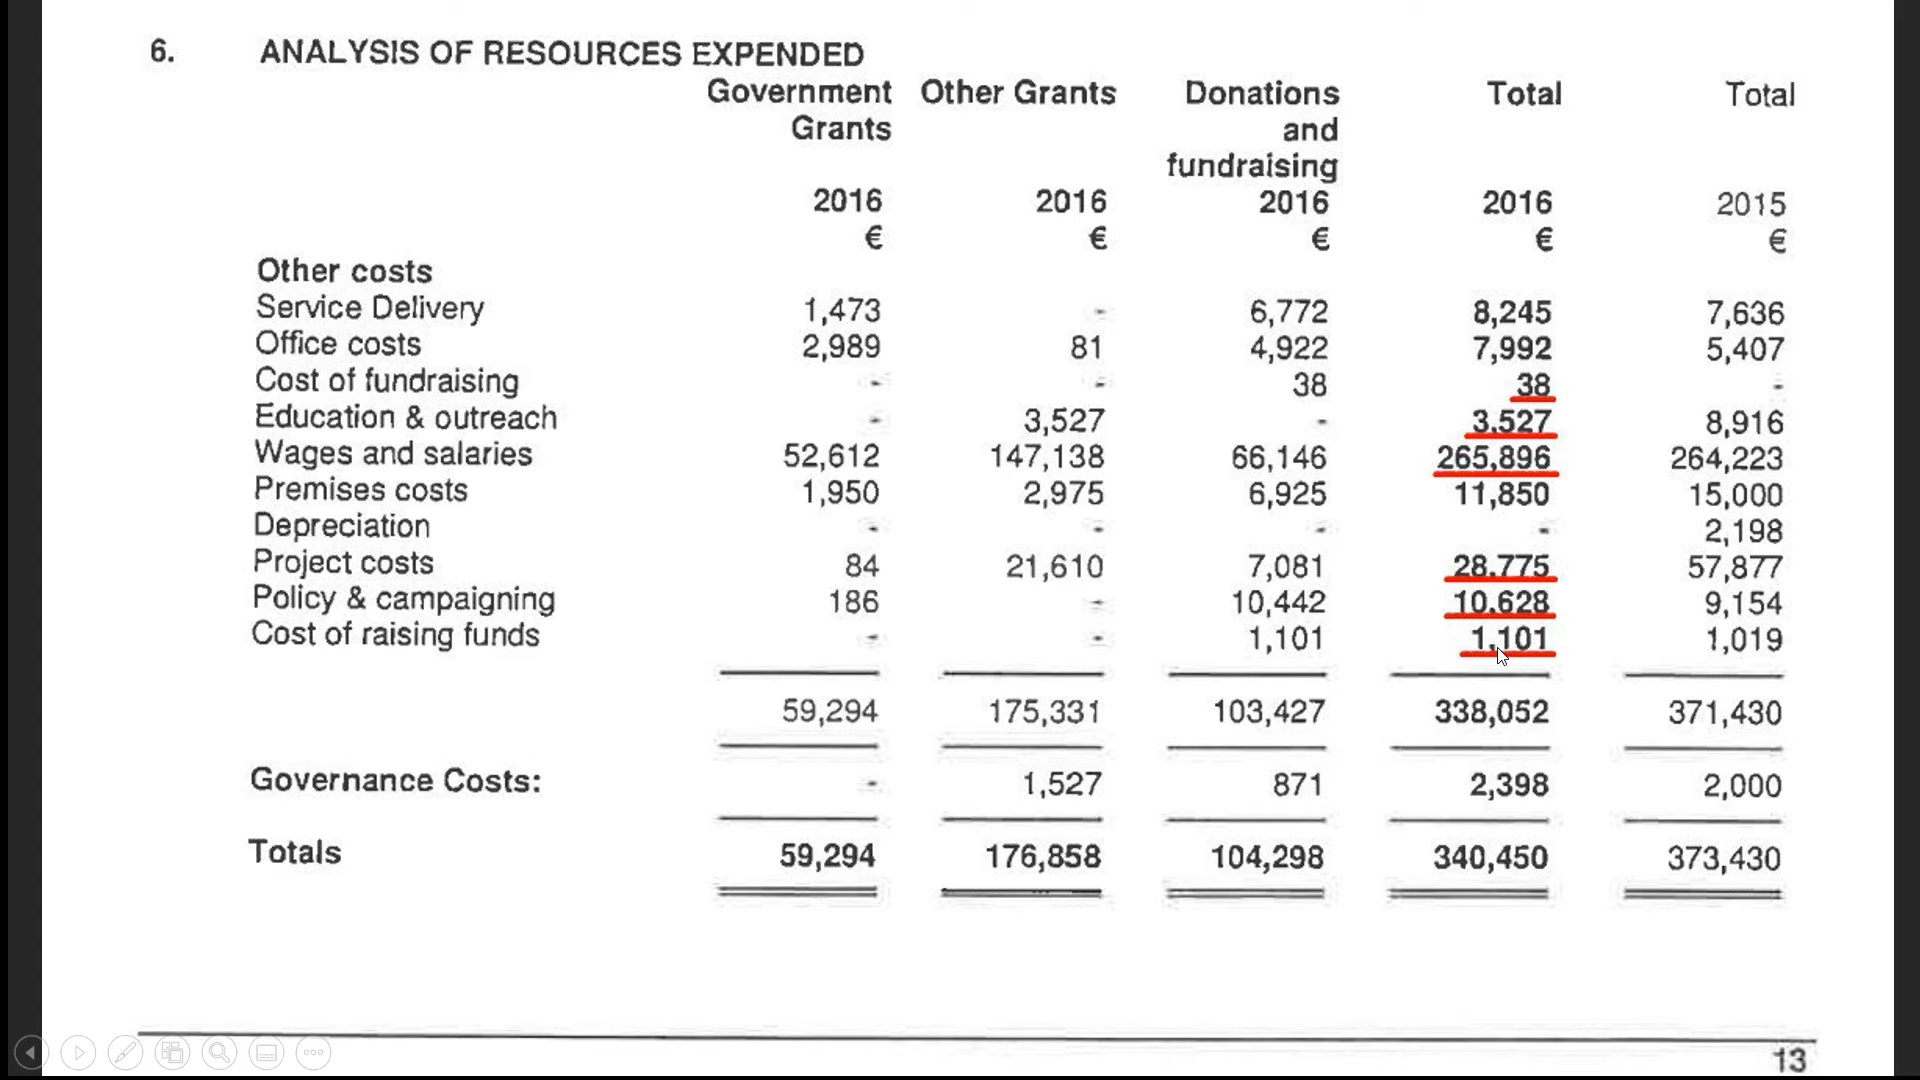 6. ANALYSIS OF RESOURCES EXPENDED
Government Other Grants Donations Total Total
Grants and
fundraising
2016 2016 2016 2016 2015
€ € € € €
Other costs
Service Delivery 1,473 - 6,772 8,245 7,636
Office costs 2,989 81 4,922 7,992 5,407
Cost of fundraising - - 38 38 -
Education & outreach - 3,527 - 3,527 8,916
Wages and salaries 52,612 147,138 66,146 265,896 264,223
Premises costs 1,950 2,975 6,925 11,850 15,000
Depreciation - - - - 2,198
Project costs 84 21,610 7,081 28,775 57,877
Policy & campaigning 186 - 10,442 10,628 9,154
Cost of raising funds - - 1,101 1,101 1,019
59,294 175,331 103,427 338,052 371,430
Governance Costs: - 1,527 871 2,398 2,000
Totals 59,294 176,858 104,298 340,450 373,430
13